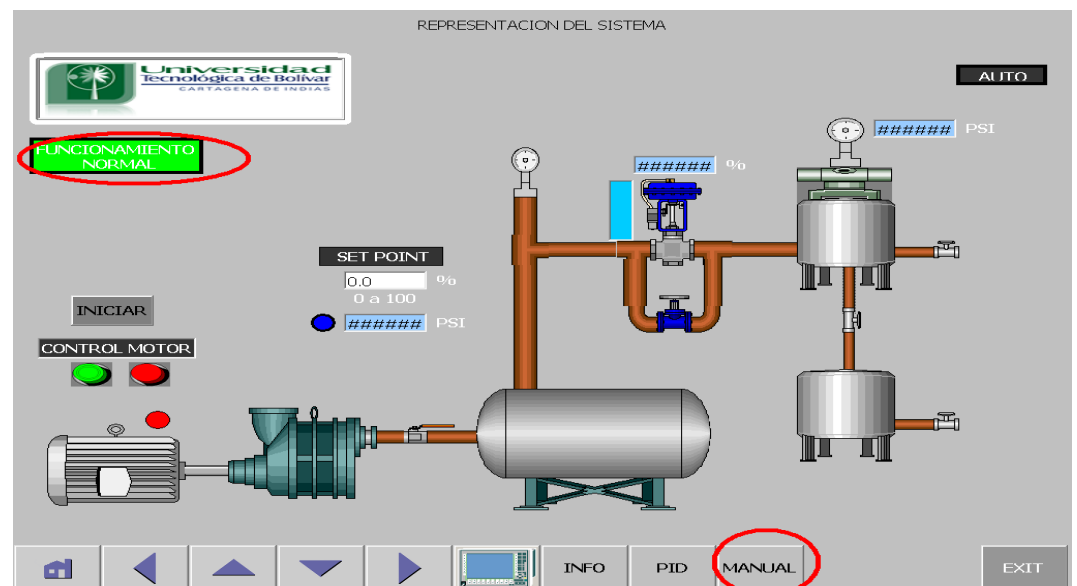 REPRESENTACION DEL SISTEMA
Universidad
Tecnológica de Bolívar
CARTAGENA DE INDIAS
AUTO
###### PSI
FUNCIONAMIENTO
NORMAL
###### %
SET POINT
0.0 %
0 a 100
###### PSI
INICIAR
CONTROL MOTOR
INFO
PID
MANUAL
EXIT